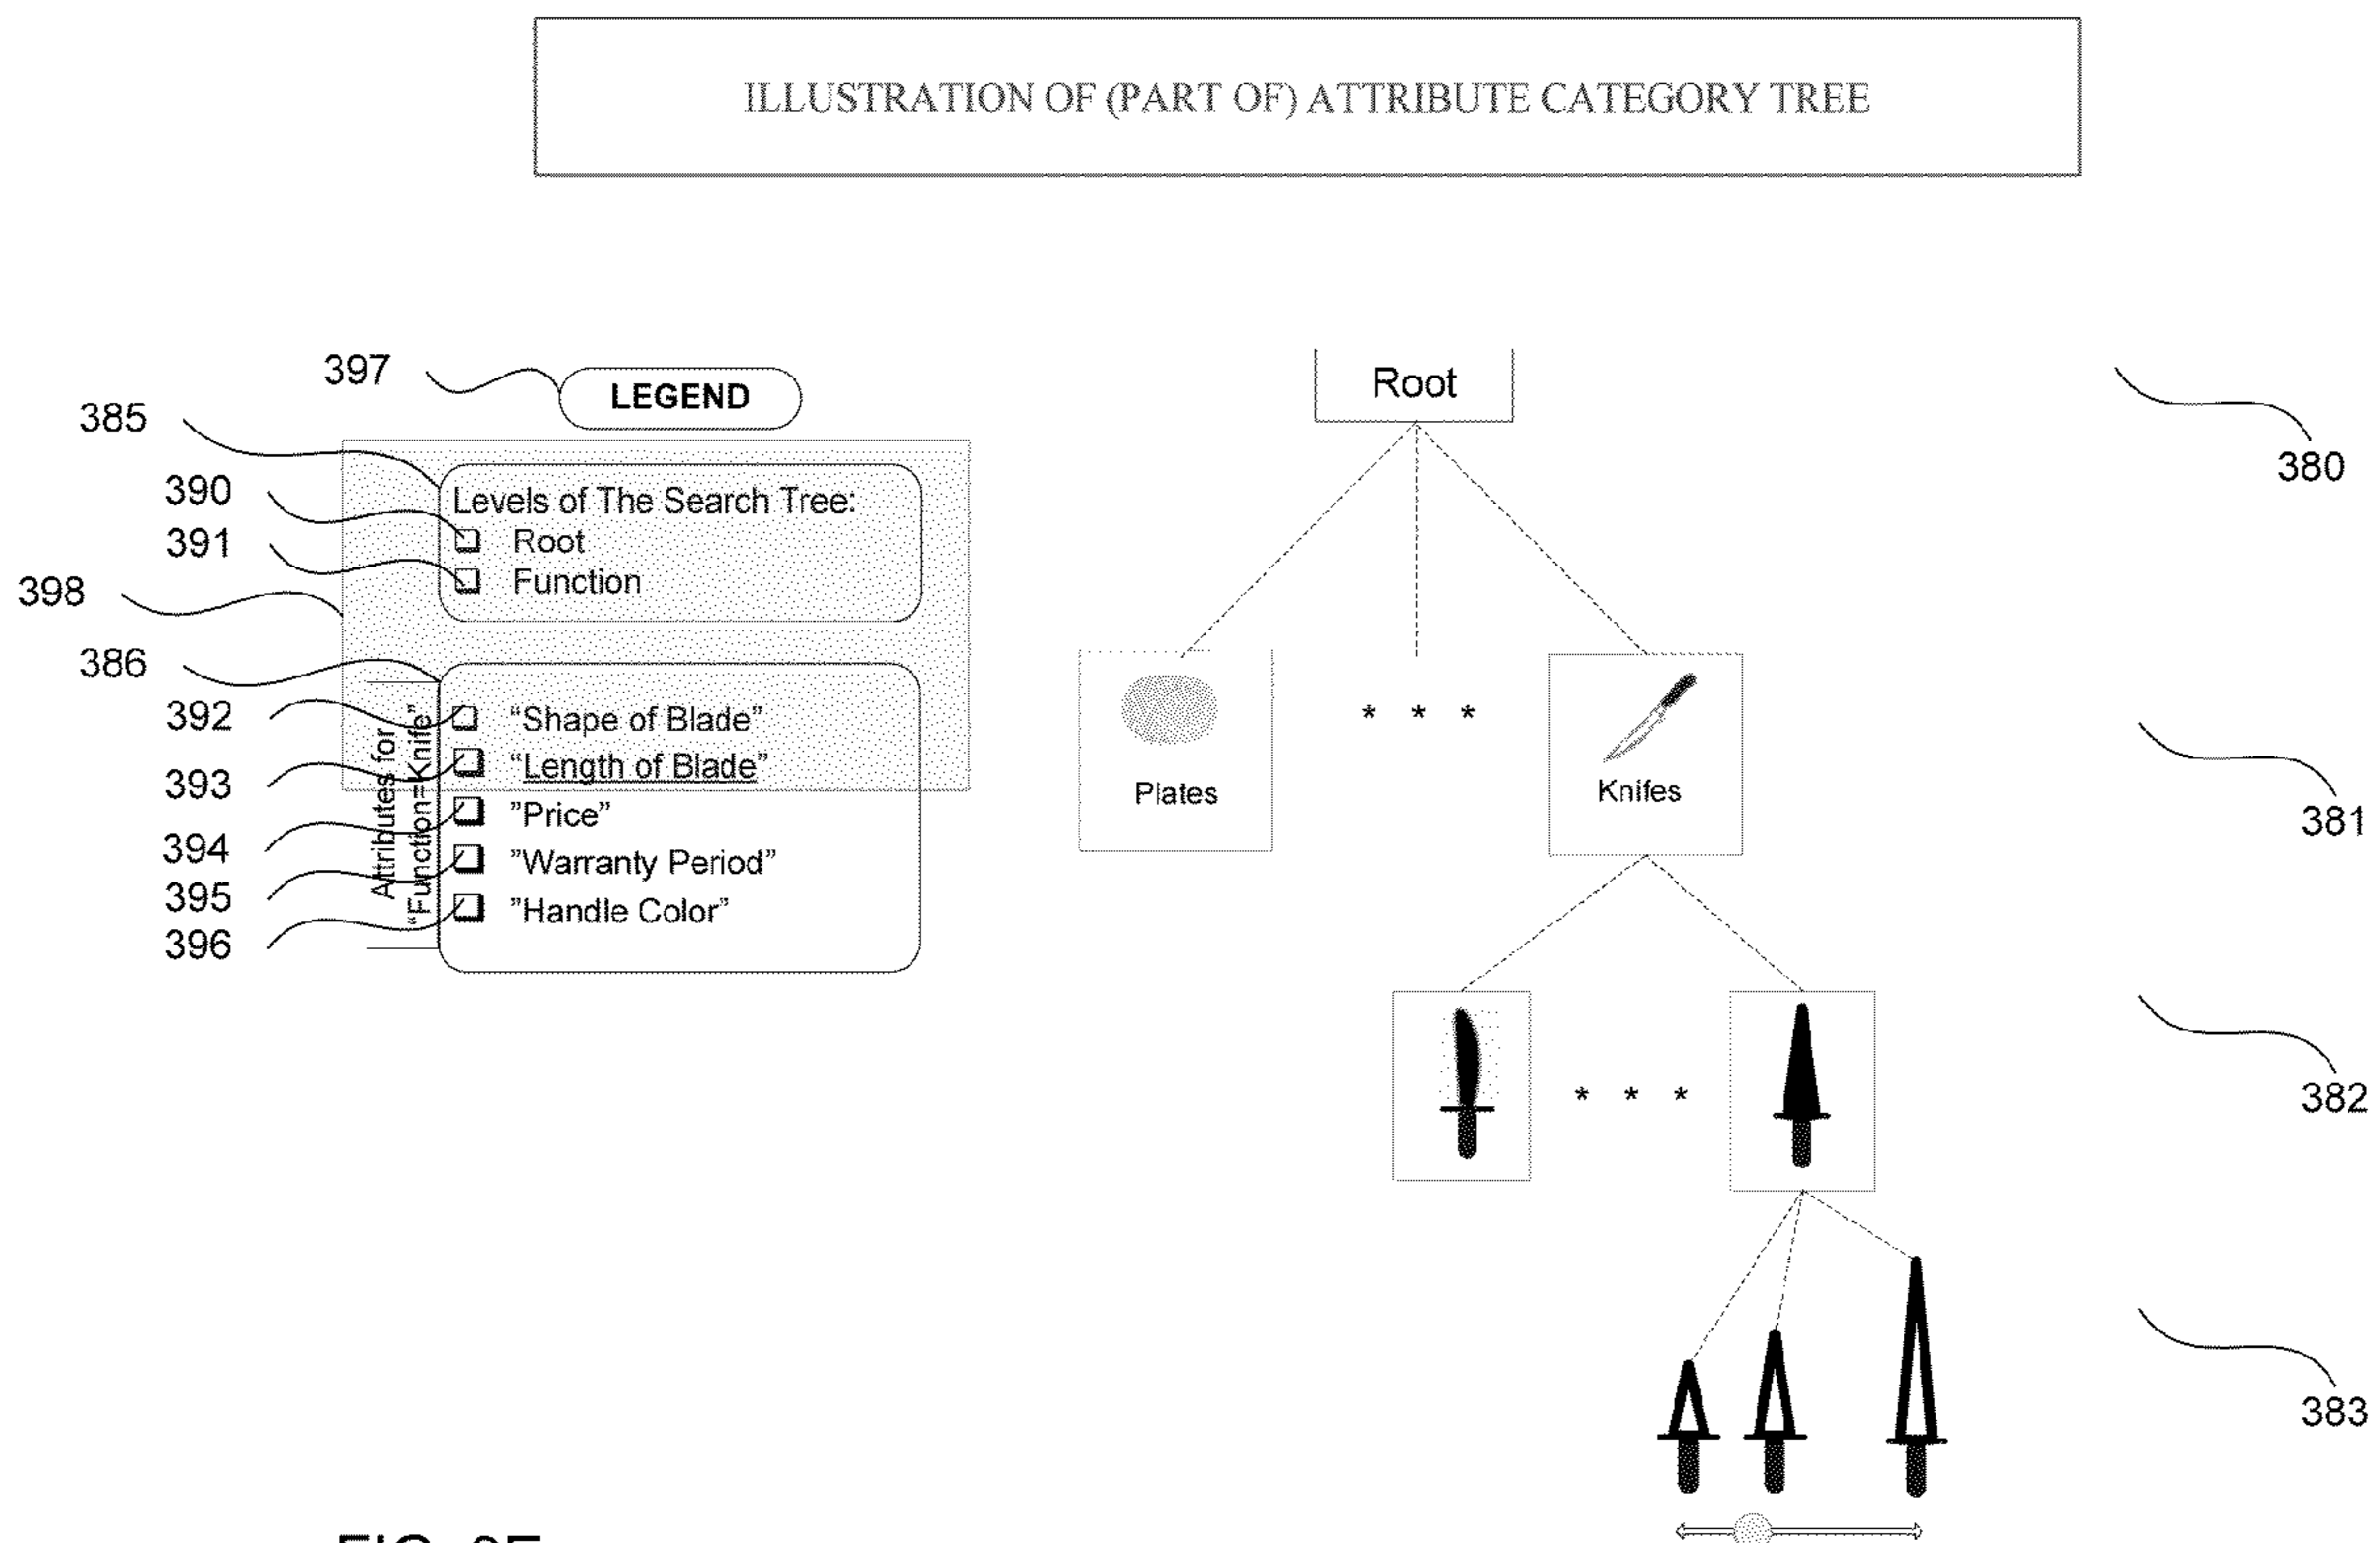 ILLUSTRATION OF (PART OF) ATTRIBUTE CATEGORY TREE
397
LEGEND
385
390
391
398
386
392
393
394
395
396
Levels of The Search Tree:
Root
Function
Attributes for
“Function=Knife”
“Shape of Blade”
“Length of Blade”
”Price”
”Warranty Period”
”Handle Color”
Root
380
Plates
* * *
Knifes
381
* * *
382
383